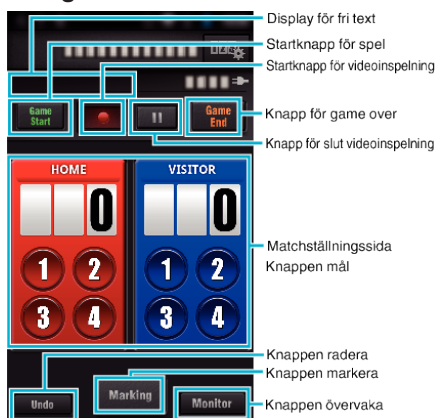 Display för fri text
Startknapp för spel
Startknapp för videoinspelning
Game Start
Game End
Knapp för game over
Knapp för slut videoinspelning
HOME
VISITOR
0
0
Matchställningssida
Knappen mål
1 2
1 2
3 4
3 4
Knappen radera
Knappen markera
Undo
Marking
Monitor
Knappen övervaka